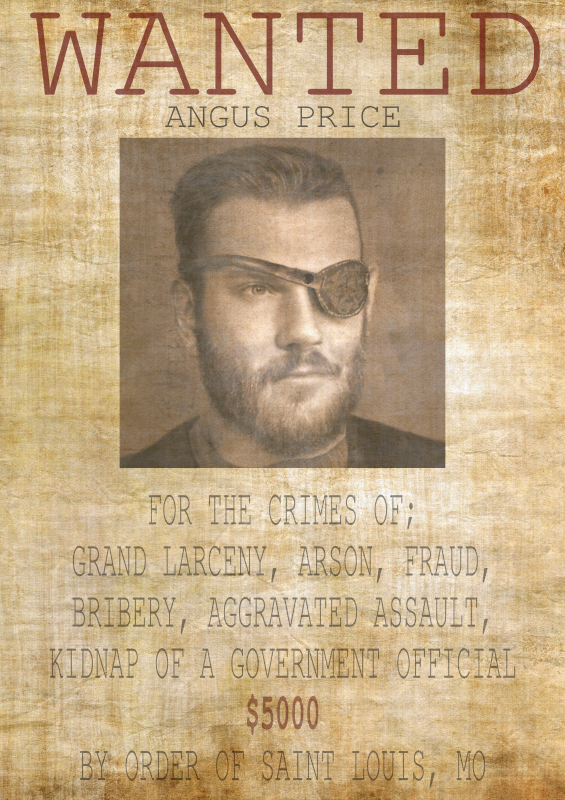 WANTED
ANGUS PRICE
FOR THE CRIMES OF;
GRAND LARCENY, ARSON, FRAUD,
BRIBERY, AGGRAVATED ASSAULT,
KIDNAP OF A GOVERNMENT OFFICIAL
$5000
BY ORDER OF SAINT LOUIS, MO